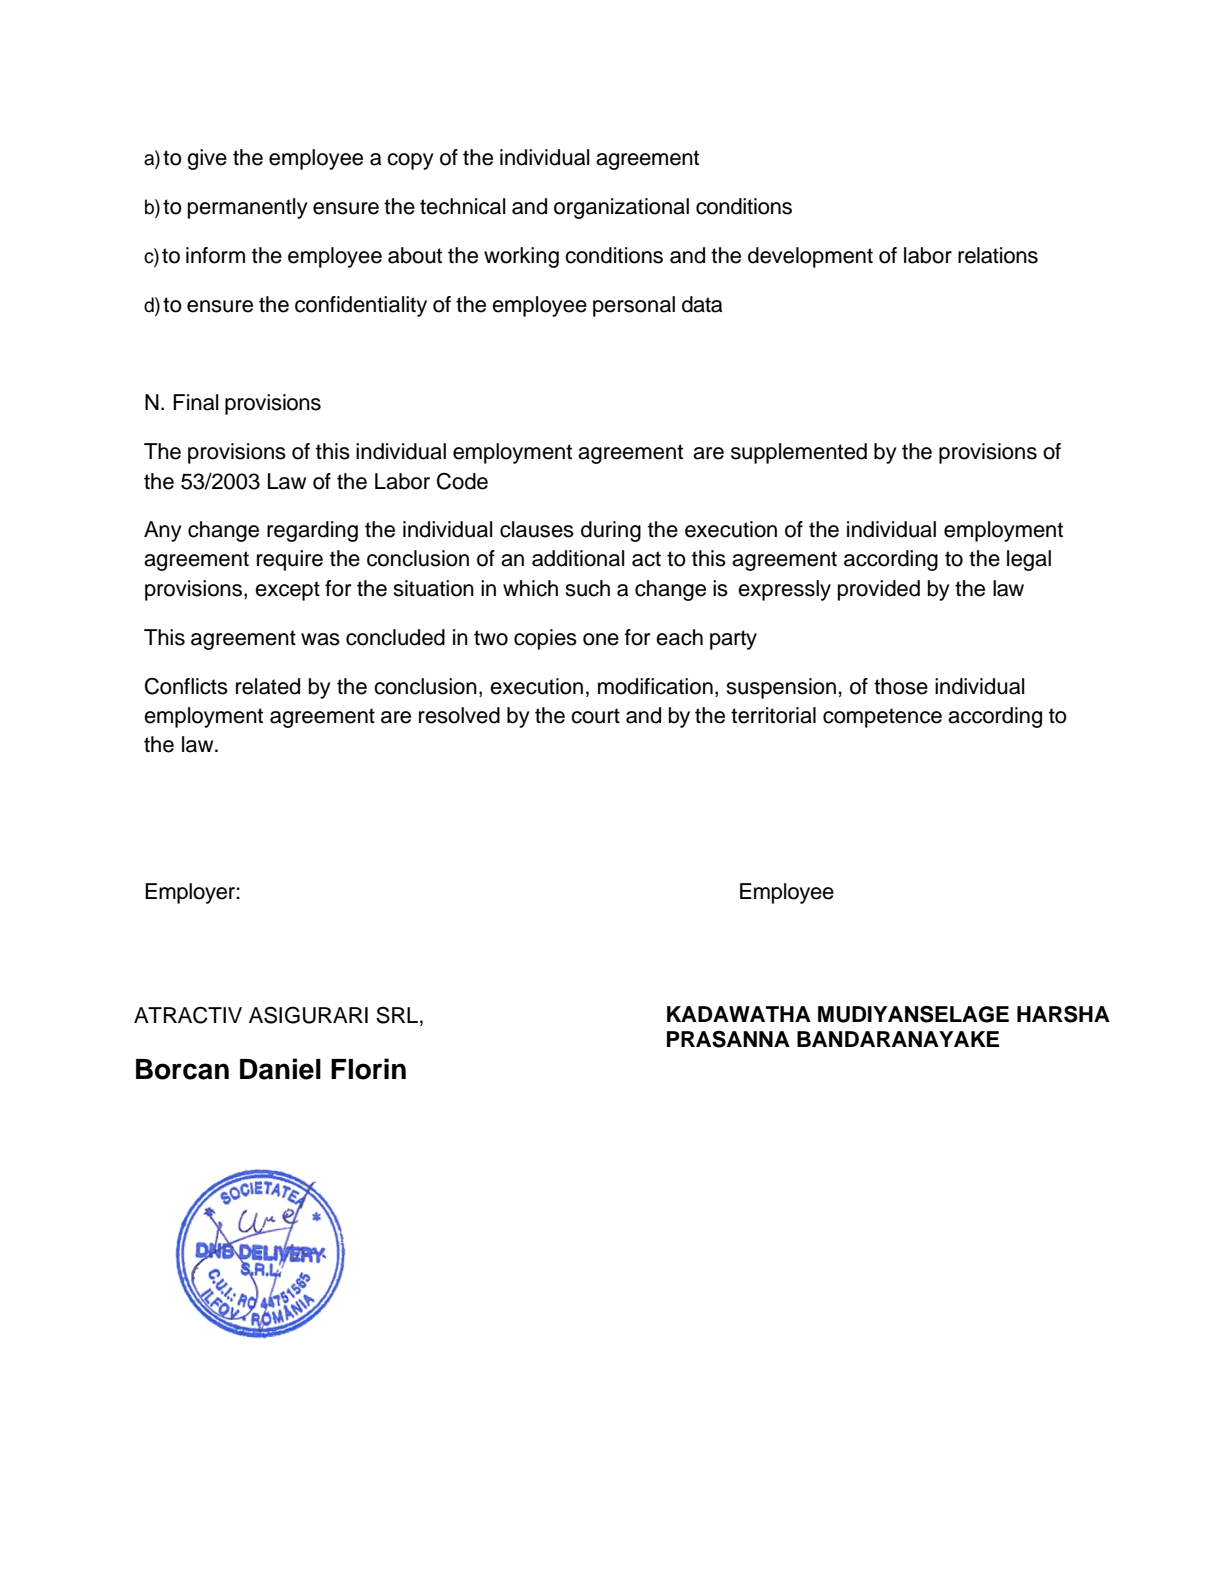 a) to give the employee a copy of the individual agreement
b) to permanently ensure the technical and organizational conditions
c) to inform the employee about the working conditions and the development of labor relations
d) to ensure the confidentiality of the employee personal data
N. Final provisions
The provisions of this individual employment agreement are supplemented by the provisions of
the 53/2003 Law of the Labor Code
Any change regarding the individual clauses during the execution of the individual employment
agreement require the conclusion of an additional act to this agreement according to the legal
provisions, except for the situation in which such a change is expressly provided by the law
This agreement was concluded in two copies one for each party
Conflicts related by the conclusion, execution, modification, suspension, of those individual
employment agreement are resolved by the court and by the territorial competence according to
the law.
Employer: Employee
ATRACTIV ASIGURARI SRL,
Borcan Daniel Florin
KADAWATHA MUDIYANSELAGE HARSHA
PRASANNA BANDARANAYAKE
* SOCIETATEA *
DNB DELIVERY
S.R.L.
C.U.I.: RO 44751565
ILFOV - ROMÂNIA